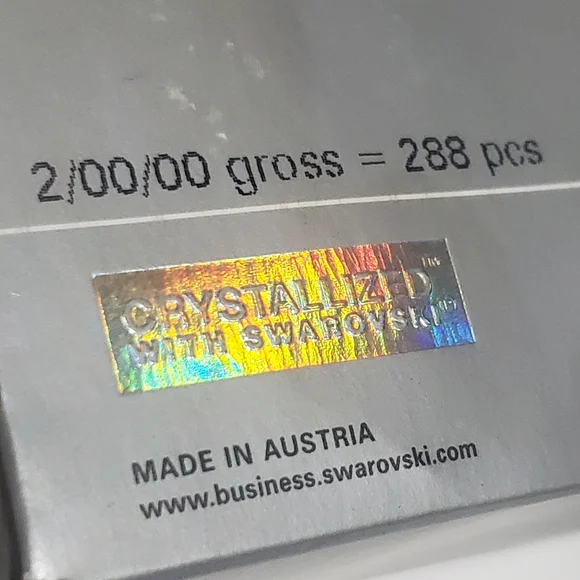 2/00/00 gross = 288 pcs
CRYSTALLIZED™
WITH SWAROVSKI
MADE IN AUSTRIA
www.business.swarovski.com